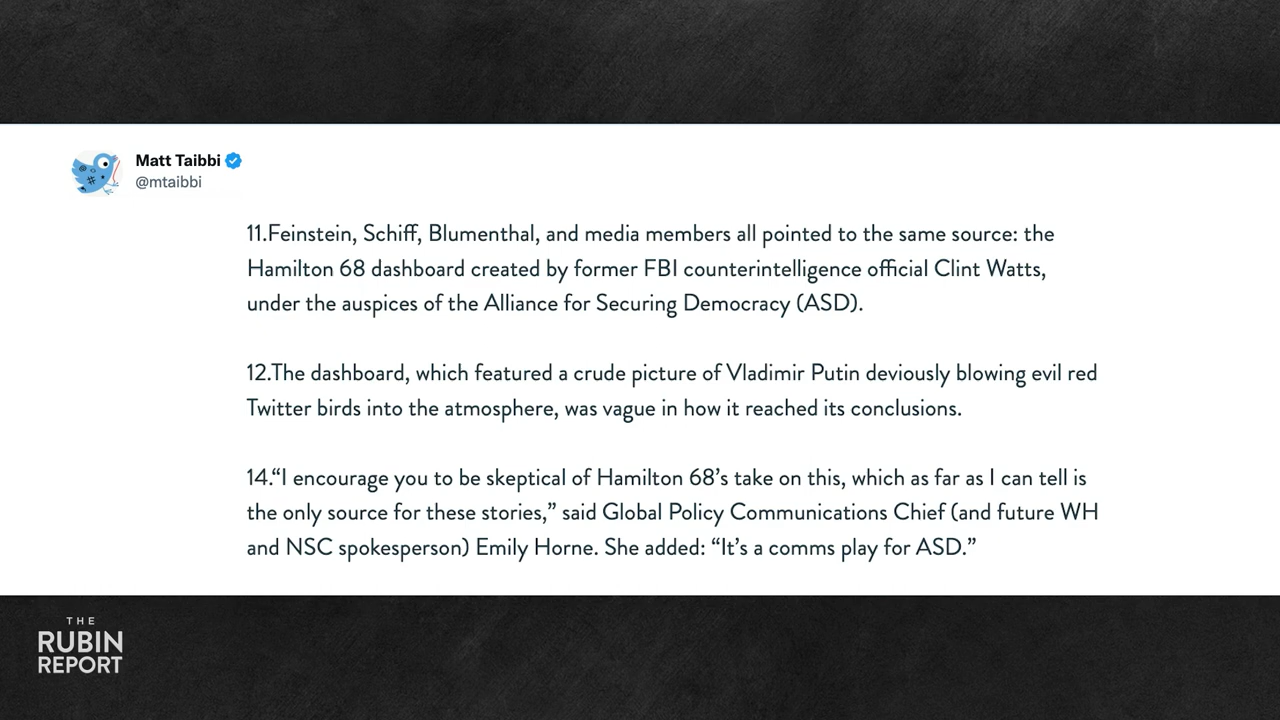 Matt Taibbi
@mtaibbi
11.Feinstein, Schiff, Blumenthal, and media members all pointed to the same source: the
Hamilton 68 dashboard created by former FBI counterintelligence official Clint Watts,
under the auspices of the Alliance for Securing Democracy (ASD).
12.The dashboard, which featured a crude picture of Vladimir Putin deviously blowing evil red
Twitter birds into the atmosphere, was vague in how it reached its conclusions.
14.“I encourage you to be skeptical of Hamilton 68’s take on this, which as far as I can tell is
the only source for these stories,” said Global Policy Communications Chief (and future WH
and NSC spokesperson) Emily Horne. She added: “It’s a comms play for ASD.”
THE
RUBIN
REPORT